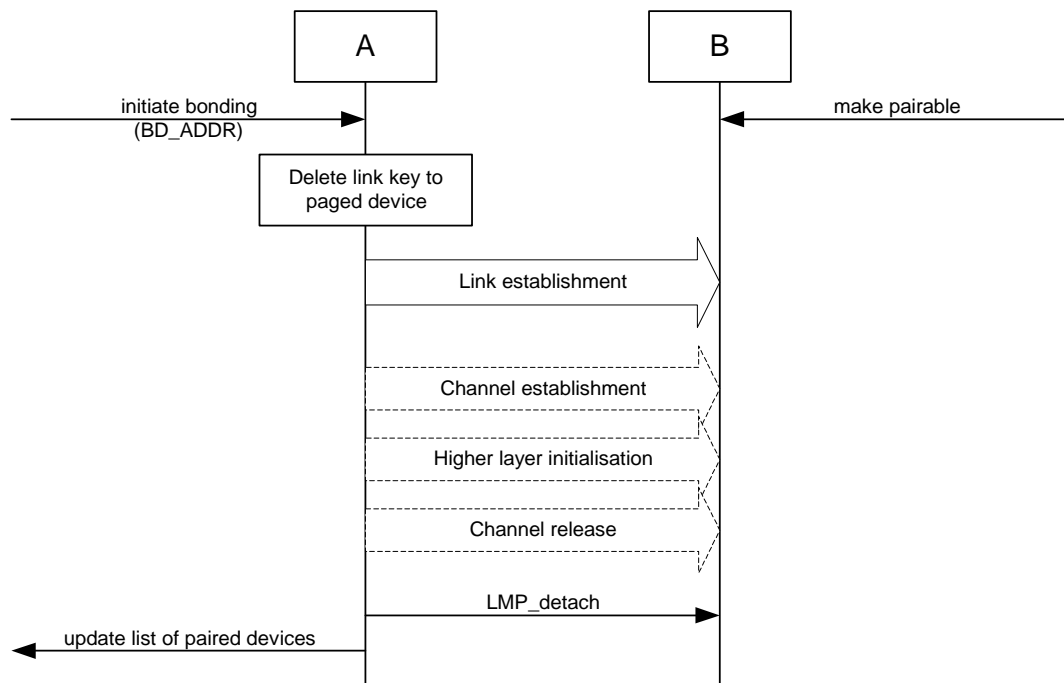 A
B
initiate bonding
(BD_ADDR)
make pairable
Delete link key to
paged device
Link establishment
Channel establishment
Higher layer initialisation
Channel release
LMP_detach
update list of paired devices